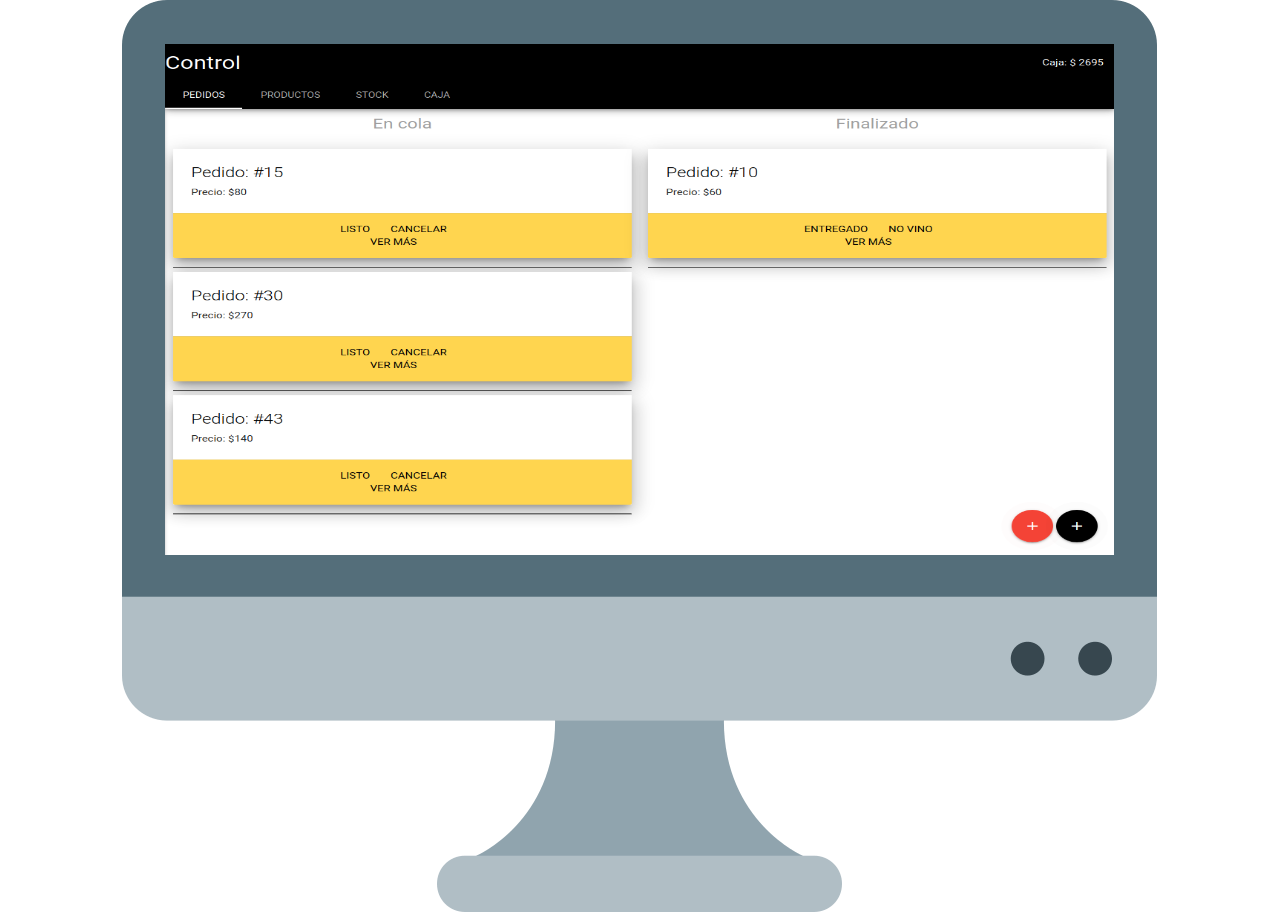 Control
Caja: $ 2695
PEDIDOS PRODUCTOS STOCK CAJA
En cola
Pedido: #15
Precio: $80
LISTO CANCELAR
VER MÁS
Pedido: #30
Precio: $270
LISTO CANCELAR
VER MÁS
Pedido: #43
Precio: $140
LISTO CANCELAR
VER MÁS
Finalizado
Pedido: #10
Precio: $60
ENTREGADO NO VINO
VER MÁS
+ +